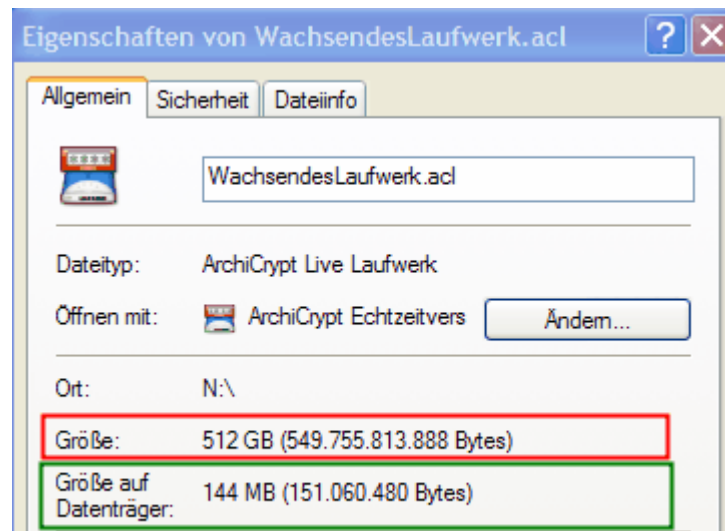 Eigenschaften von WachsendesLaufwerk.acl
Allgemein Sicherheit Dateiinfo
WachsendesLaufwerk.acl
Dateityp: ArchiCrypt Live Laufwerk
Öffnen mit: ArchiCrypt Echtzeitvers Ändern...
Ort: N:\
Größe: 512 GB (549.755.813.888 Bytes)
Größe auf
Datenträger: 144 MB (151.060.480 Bytes)